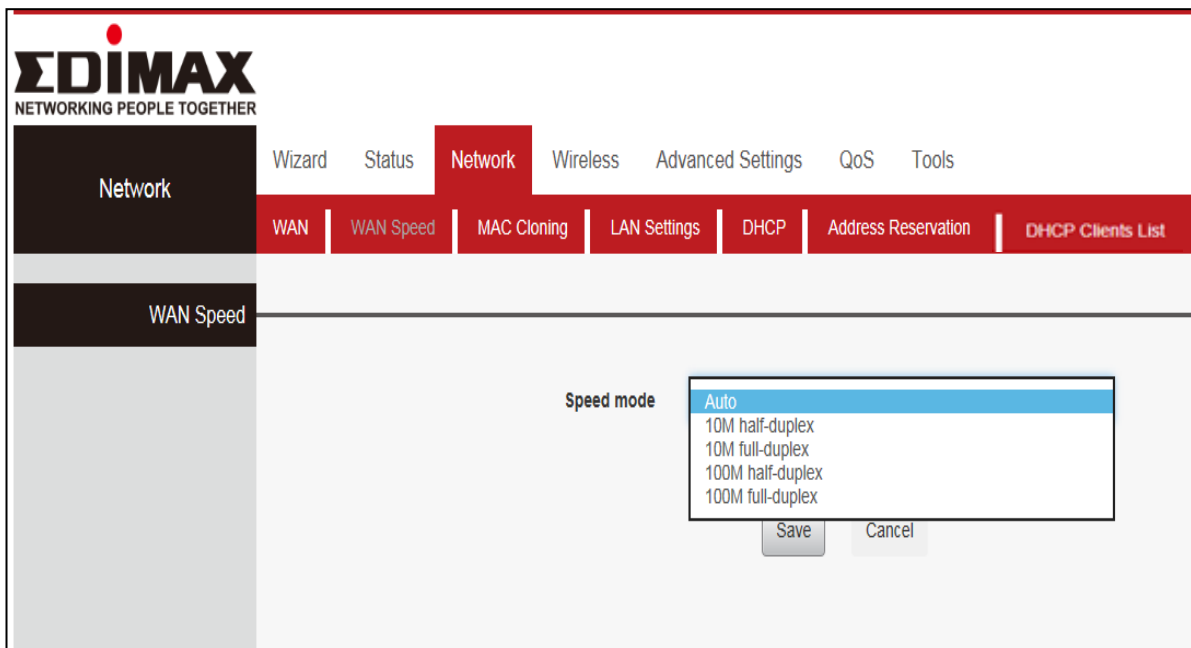 EDIMAX
NETWORKING PEOPLE TOGETHER
Network
Wizard Status Network Wireless Advanced Settings QoS Tools
WAN WAN Speed MAC Cloning LAN Settings DHCP Address Reservation DHCP Clients List
WAN Speed
Speed mode
Auto
10M half-duplex
10M full-duplex
100M half-duplex
100M full-duplex
Save Cancel